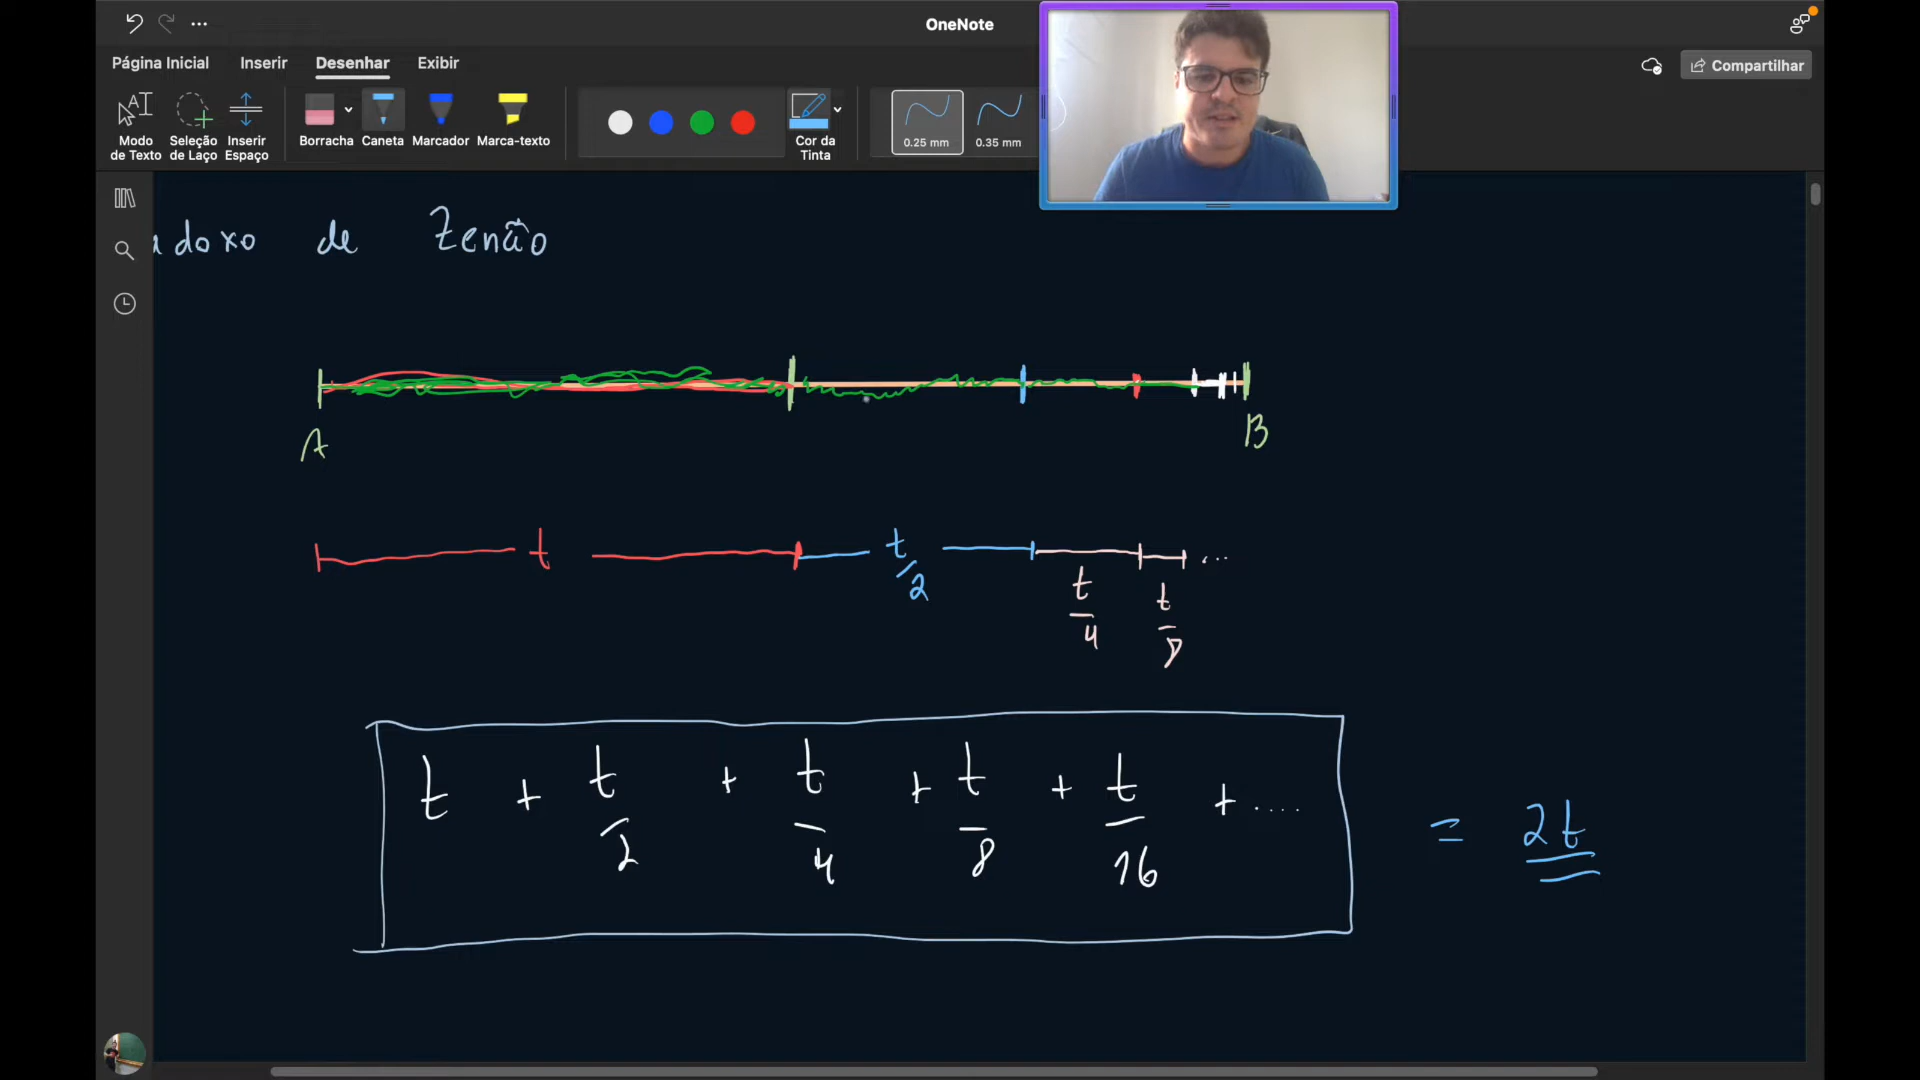 OneNote
Página Inicial Inserir Desenhar Exibir
Compartilhar
Modo de Texto
Seleção de Laço
Inserir Espaço
Borracha
Caneta
Marcador
Marca-texto
Cor da Tinta
0.25 mm
0.35 mm
adoxo de Zenão
A B
t t/2 t/4 t/8 ...
t + t/2 + t/4 + t/8 + t/16 + .... = 2t